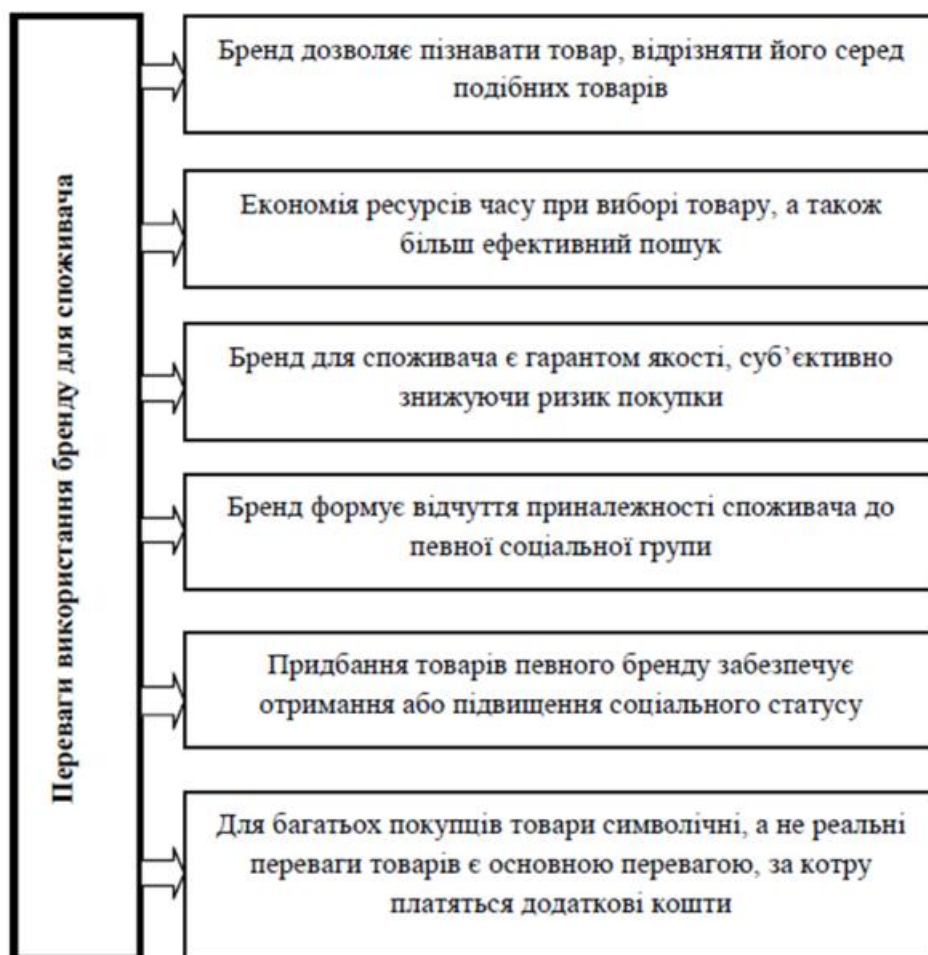 Переваги використання бренду для споживача
Бренд дозволяє пізнавати товар, відрізняти його серед
подібних товарів
Економія ресурсів часу при виборі товару, а також
більш ефективний пошук
Бренд для споживача є гарантом якості, суб’єктивно
знижуючи ризик покупки
Бренд формує відчуття приналежності споживача до
певної соціальної групи
Придбання товарів певного бренду забезпечує
отримання або підвищення соціального статусу
Для багатьох покупців товари символічні, а не реальні
переваги товарів є основною перевагою, за котру
платяться додаткові кошти